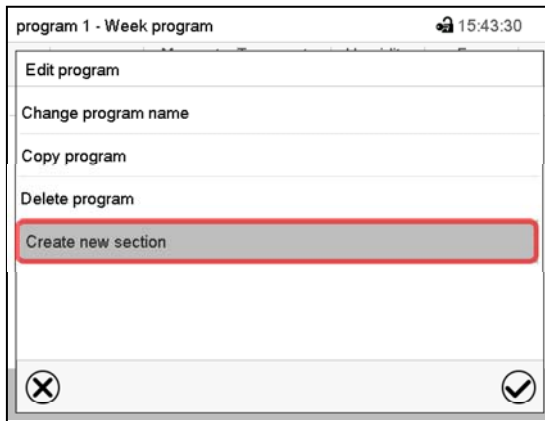 program 1 - Week program 15:43:30
Edit program
Change program name
Copy program
Delete program
Create new section